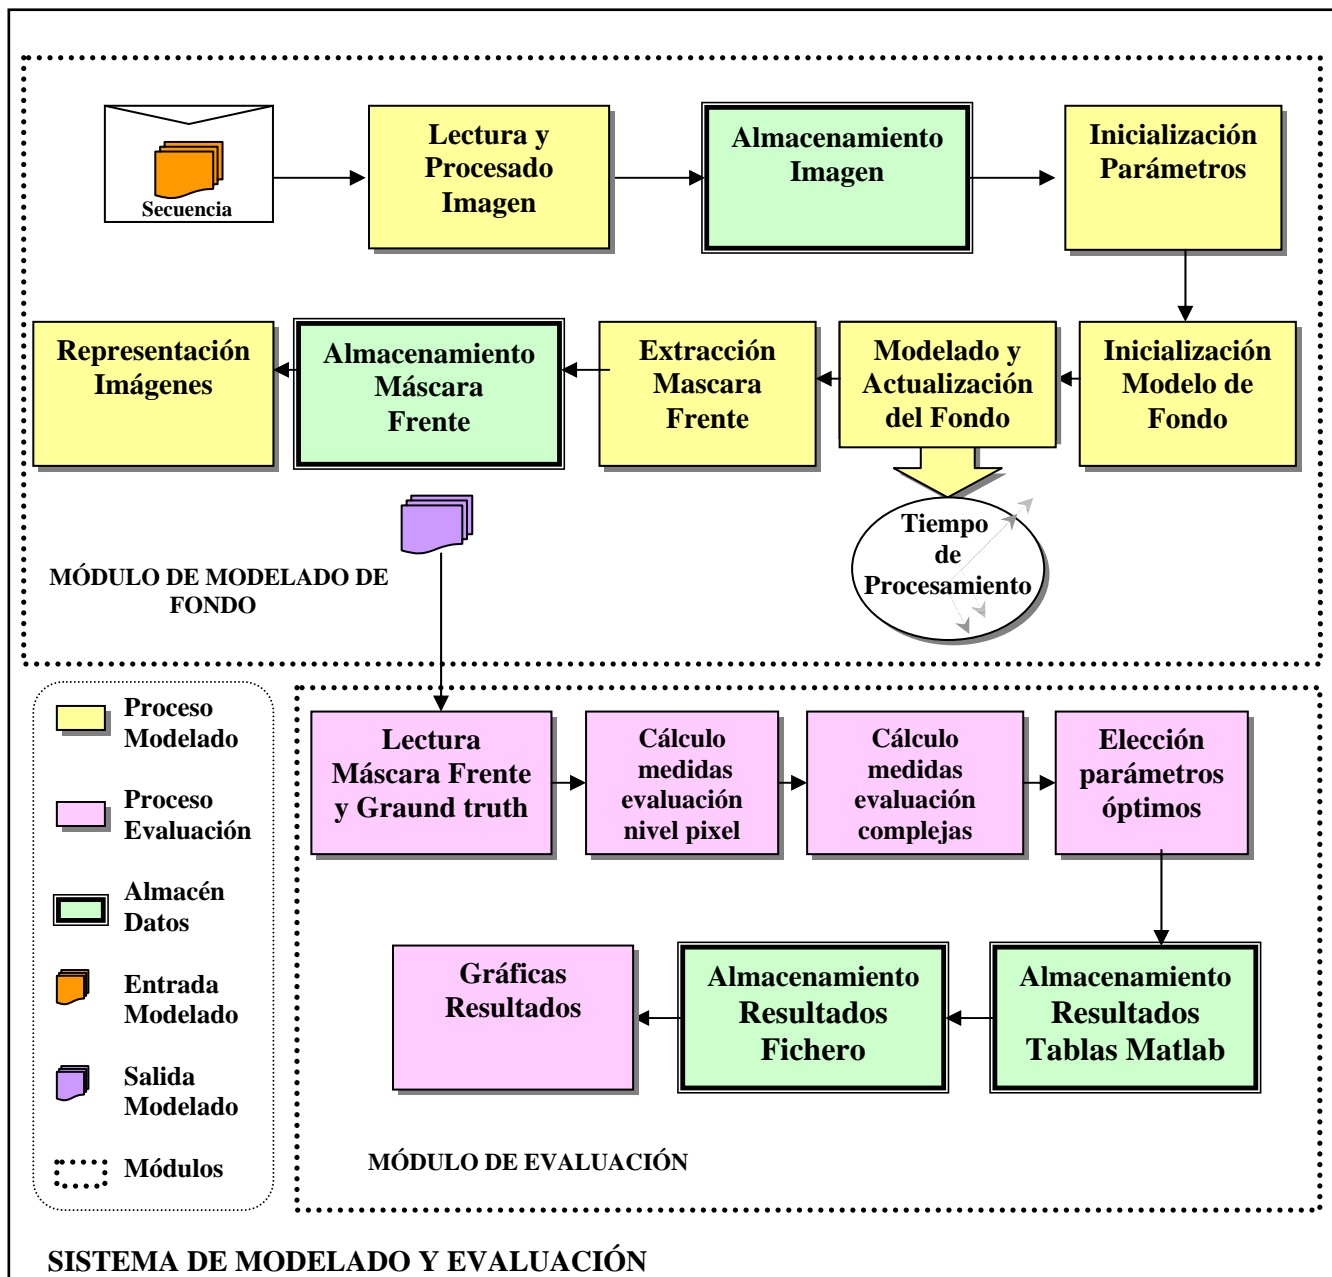 Secuencia
Lectura y
Procesado
Imagen
Almacenamiento
Imagen
Inicialización
Parámetros
Representación
Imágenes
Almacenamiento
Máscara
Frente
Extracción
Mascara
Frente
Modelado y
Actualización
del Fondo
Inicialización
Modelo de
Fondo
Tiempo
de
Procesamiento
MÓDULO DE MODELADO DE
FONDO
Proceso
Modelado
Proceso
Evaluación
Almacén
Datos
Entrada
Modelado
Salida
Modelado
Módulos
Lectura
Máscara Frente
y Graund truth
Cálculo
medidas
evaluación
nivel pixel
Cálculo
medidas
evaluación
complejas
Elección
parámetros
óptimos
Gráficas
Resultados
Almacenamiento
Resultados
Fichero
Almacenamiento
Resultados
Tablas Matlab
MÓDULO DE EVALUACIÓN
SISTEMA DE MODELADO Y EVALUACIÓN